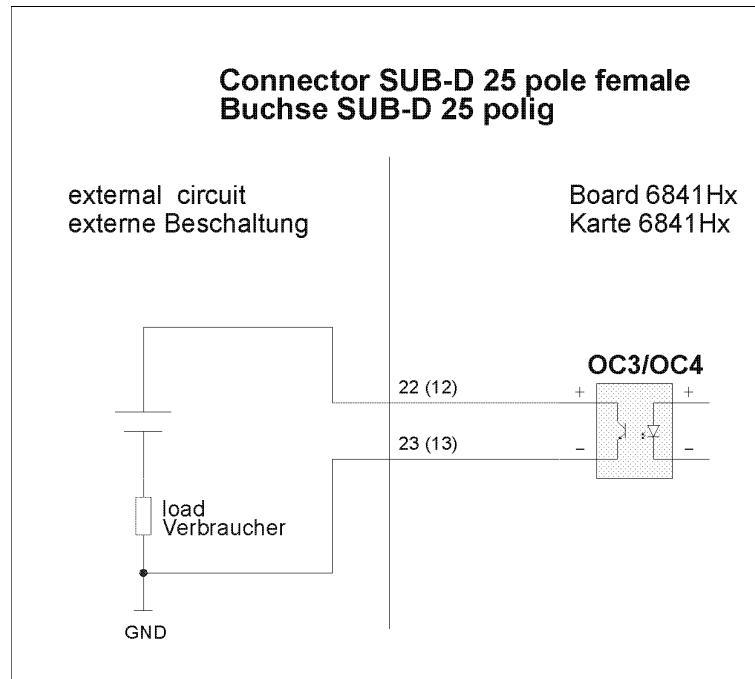 Connector SUB-D 25 pole female
Buchse SUB-D 25 polig
external circuit
externe Beschaltung
Board 6841Hx
Karte 6841Hx
OC3/OC4
22 (12)
+ +
23 (13)
– –
load
Verbraucher
GND